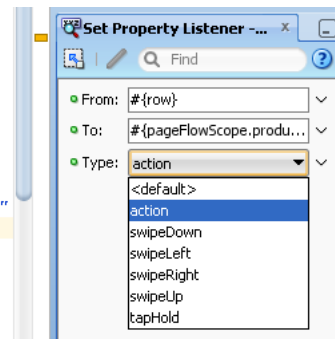 Set Property Listener -... x
Find
From: #{row}
To: #{pageFlowScope.produ...
Type: action
<default>
action
swipeDown
swipeLeft
swipeRight
swipeUp
tapHold
"